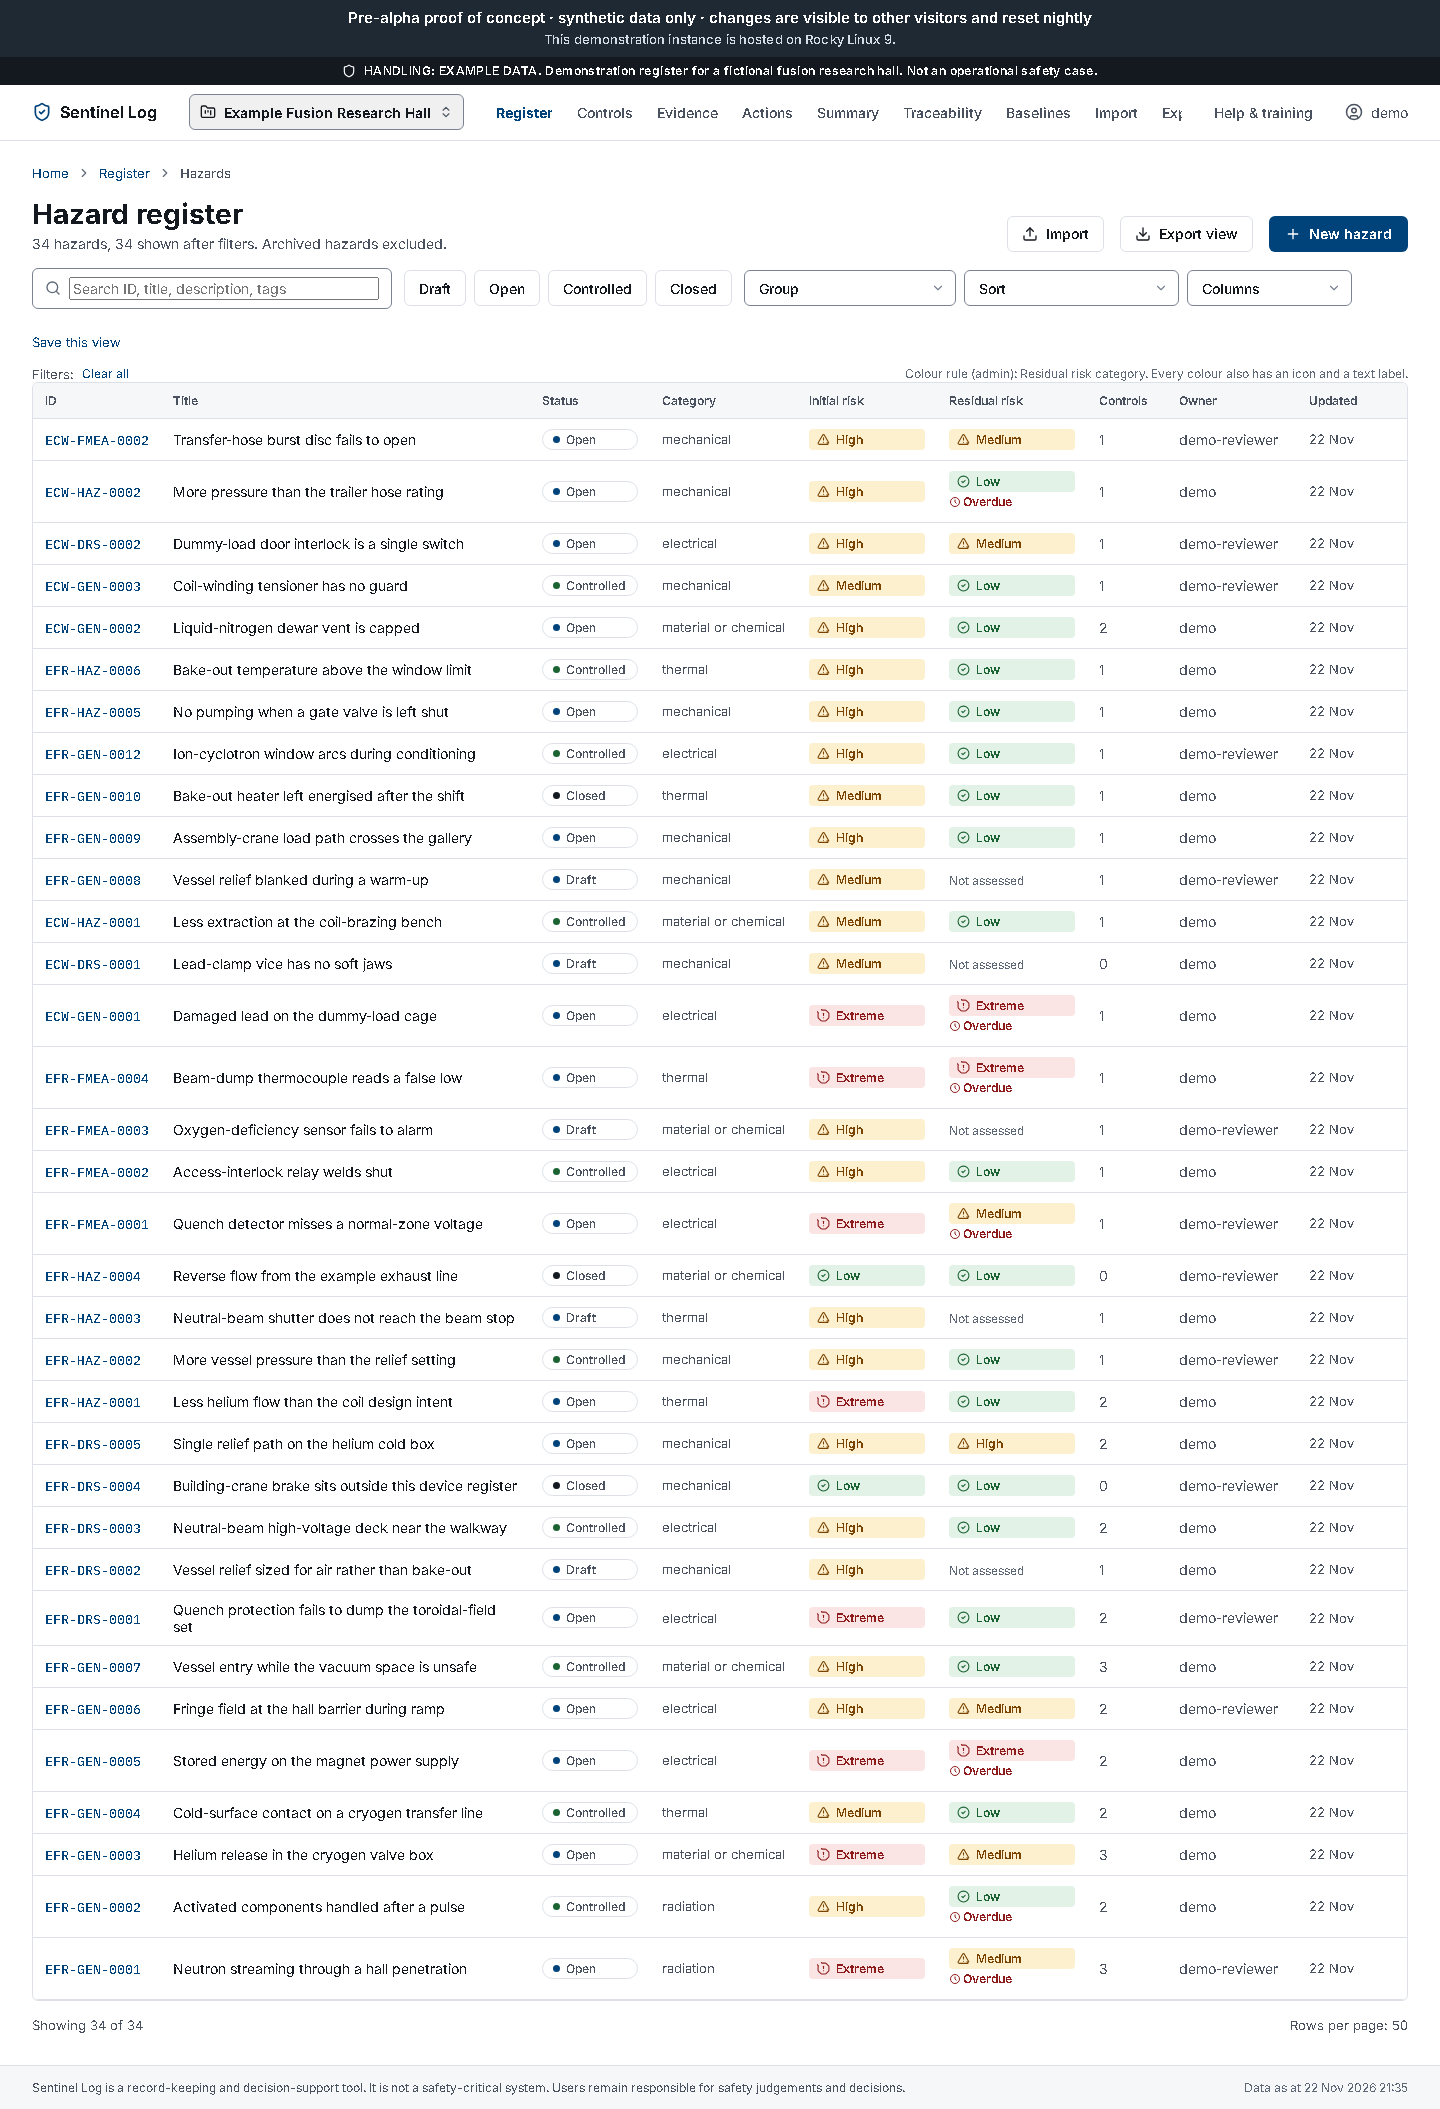 Pre-alpha proof of concept · synthetic data only · changes are visible to other visitors and reset nightly
This demonstration instance is hosted on Rocky Linux 9.
HANDLING: EXAMPLE DATA. Demonstration register for a fictional fusion research hall. Not an operational safety case.
Sentinel Log Example Fusion Research Hall Register Controls Evidence Actions Summary Traceability Baselines Import Exp Help & training demo
Home > Register > Hazards
Hazard register
34 hazards, 34 shown after filters. Archived hazards excluded.
Import Export view + New hazard
Search ID, title, description, tags Draft Open Controlled Closed Group Sort Columns
Save this view
Filters: Clear all Colour rule (admin): Residual risk category. Every colour also has an icon and a text label.
ID Title Status Category Initial risk Residual risk Controls Owner Updated
ECW-FMEA-0002 Transfer-hose burst disc fails to open Open mechanical High Medium 1 demo-reviewer 22 Nov
ECW-HAZ-0002 More pressure than the trailer hose rating Open mechanical High Low Overdue 1 demo 22 Nov
ECW-DRS-0002 Dummy-load door interlock is a single switch Open electrical High Medium 1 demo-reviewer 22 Nov
ECW-GEN-0003 Coil-winding tensioner has no guard Controlled mechanical Medium Low 1 demo-reviewer 22 Nov
ECW-GEN-0002 Liquid-nitrogen dewar vent is capped Open material or chemical High Low 2 demo 22 Nov
EFR-HAZ-0006 Bake-out temperature above the window limit Controlled thermal High Low 1 demo 22 Nov
EFR-HAZ-0005 No pumping when a gate valve is left shut Open mechanical High Low 1 demo 22 Nov
EFR-GEN-0012 Ion-cyclotron window arcs during conditioning Controlled electrical High Low 1 demo-reviewer 22 Nov
EFR-GEN-0010 Bake-out heater left energised after the shift Closed thermal Medium Low 1 demo 22 Nov
EFR-GEN-0009 Assembly-crane load path crosses the gallery Open mechanical High Low 1 demo 22 Nov
EFR-GEN-0008 Vessel relief blanked during a warm-up Draft mechanical Medium Not assessed 1 demo-reviewer 22 Nov
ECW-HAZ-0001 Less extraction at the coil-brazing bench Controlled material or chemical Medium Low 1 demo 22 Nov
ECW-DRS-0001 Lead-clamp vice has no soft jaws Draft mechanical Medium Not assessed 0 demo 22 Nov
ECW-GEN-0001 Damaged lead on the dummy-load cage Open electrical Extreme Extreme Overdue 1 demo 22 Nov
EFR-FMEA-0004 Beam-dump thermocouple reads a false low Open thermal Extreme Extreme Overdue 1 demo 22 Nov
EFR-FMEA-0003 Oxygen-deficiency sensor fails to alarm Draft material or chemical High Not assessed 1 demo-reviewer 22 Nov
EFR-FMEA-0002 Access-interlock relay welds shut Controlled electrical High Low 1 demo 22 Nov
EFR-FMEA-0001 Quench detector misses a normal-zone voltage Open electrical Extreme Medium Overdue 1 demo-reviewer 22 Nov
EFR-HAZ-0004 Reverse flow from the example exhaust line Closed material or chemical Low Low 0 demo-reviewer 22 Nov
EFR-HAZ-0003 Neutral-beam shutter does not reach the beam stop Draft thermal High Not assessed 1 demo 22 Nov
EFR-HAZ-0002 More vessel pressure than the relief setting Controlled mechanical High Low 1 demo-reviewer 22 Nov
EFR-HAZ-0001 Less helium flow than the coil design intent Open thermal Extreme Low 2 demo 22 Nov
EFR-DRS-0005 Single relief path on the helium cold box Open mechanical High High 2 demo 22 Nov
EFR-DRS-0004 Building-crane brake sits outside this device register Closed mechanical Low Low 0 demo-reviewer 22 Nov
EFR-DRS-0003 Neutral-beam high-voltage deck near the walkway Controlled electrical High Low 2 demo 22 Nov
EFR-DRS-0002 Vessel relief sized for air rather than bake-out Draft mechanical High Not assessed 1 demo 22 Nov
EFR-DRS-0001 Quench protection fails to dump the toroidal-field
set Open electrical Extreme Low 2 demo-reviewer 22 Nov
EFR-GEN-0007 Vessel entry while the vacuum space is unsafe Controlled material or chemical High Low 3 demo 22 Nov
EFR-GEN-0006 Fringe field at the hall barrier during ramp Open electrical High Medium 2 demo-reviewer 22 Nov
EFR-GEN-0005 Stored energy on the magnet power supply Open electrical Extreme Extreme Overdue 2 demo 22 Nov
EFR-GEN-0004 Cold-surface contact on a cryogen transfer line Controlled thermal Medium Low 2 demo 22 Nov
EFR-GEN-0003 Helium release in the cryogen valve box Open material or chemical Extreme Medium 3 demo 22 Nov
EFR-GEN-0002 Activated components handled after a pulse Controlled radiation High Low Overdue 2 demo 22 Nov
EFR-GEN-0001 Neutron streaming through a hall penetration Open radiation Extreme Medium Overdue 3 demo-reviewer 22 Nov
Showing 34 of 34 Rows per page: 50
Sentinel Log is a record-keeping and decision-support tool. It is not a safety-critical system. Users remain responsible for safety judgements and decisions. Data as at 22 Nov 2026 21:35